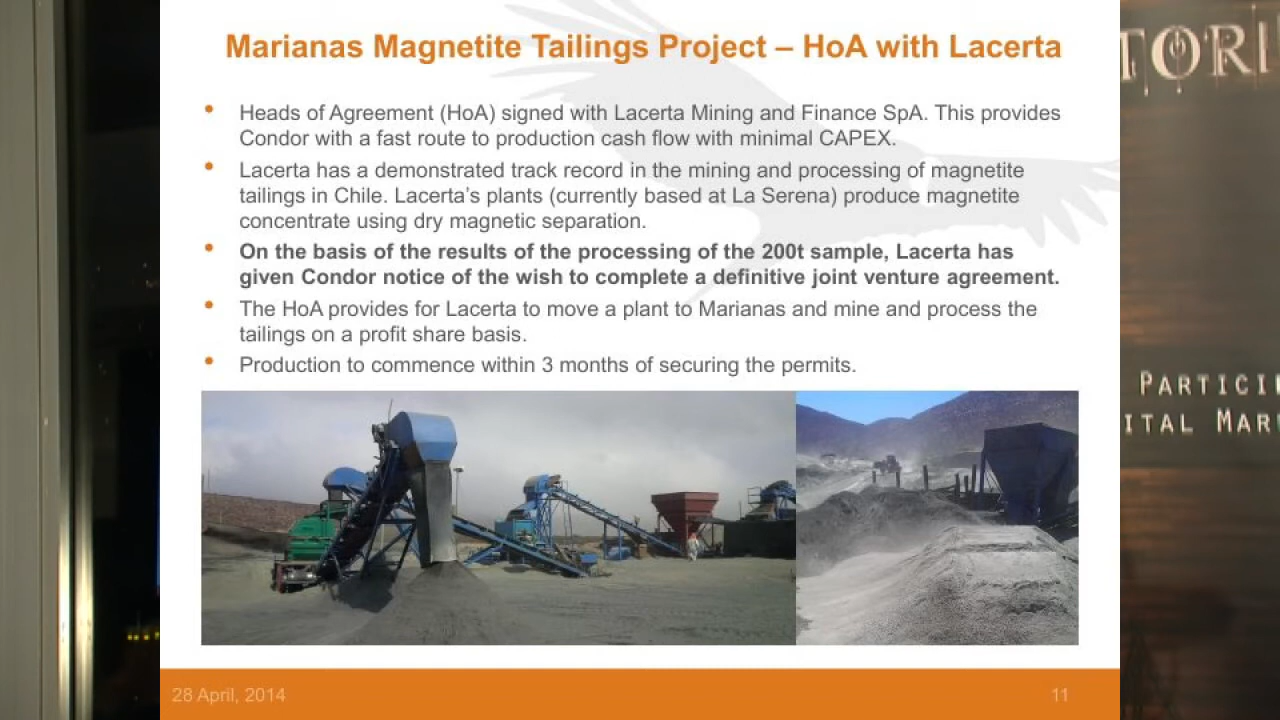 Marianas Magnetite Tailings Project – HoA with Lacerta
• Heads of Agreement (HoA) signed with Lacerta Mining and Finance SpA. This provides
Condor with a fast route to production cash flow with minimal CAPEX.
• Lacerta has a demonstrated track record in the mining and processing of magnetite
tailings in Chile. Lacerta’s plants (currently based at La Serena) produce magnetite
concentrate using dry magnetic separation.
• On the basis of the results of the processing of the 200t sample, Lacerta has
given Condor notice of the wish to complete a definitive joint venture agreement.
• The HoA provides for Lacerta to move a plant to Marianas and mine and process the
tailings on a profit share basis.
• Production to commence within 3 months of securing the permits.
28 April, 2014
11
TORI
PARTICI
ITAL MAR